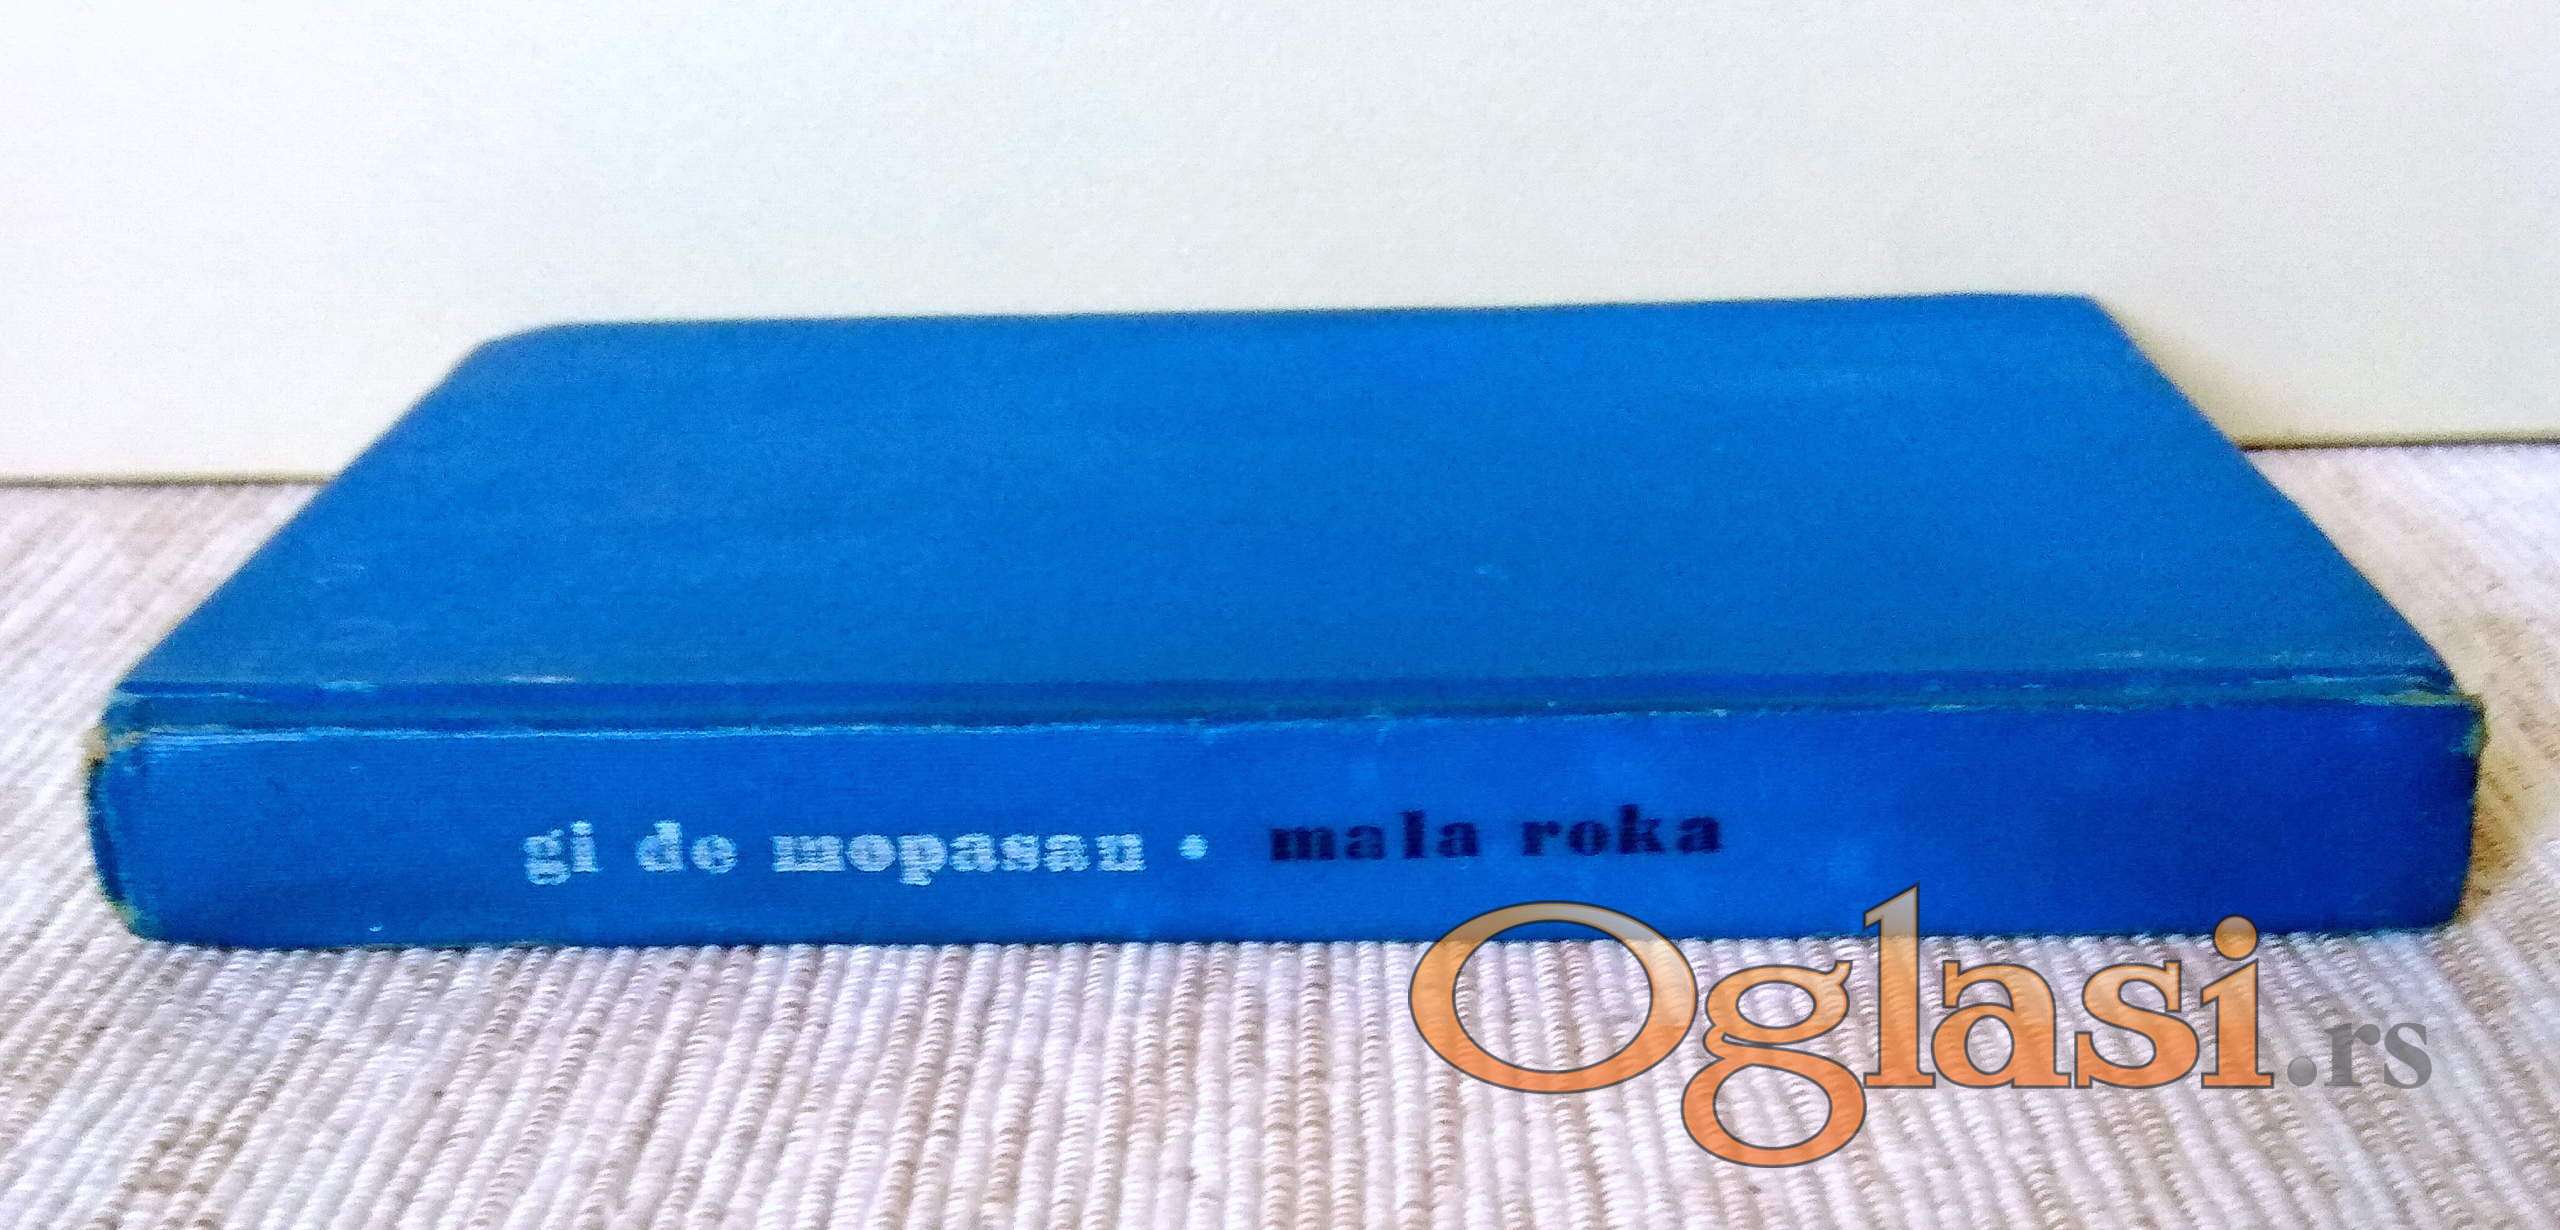 gi de mopasan • mala roka
Oglasi.rs